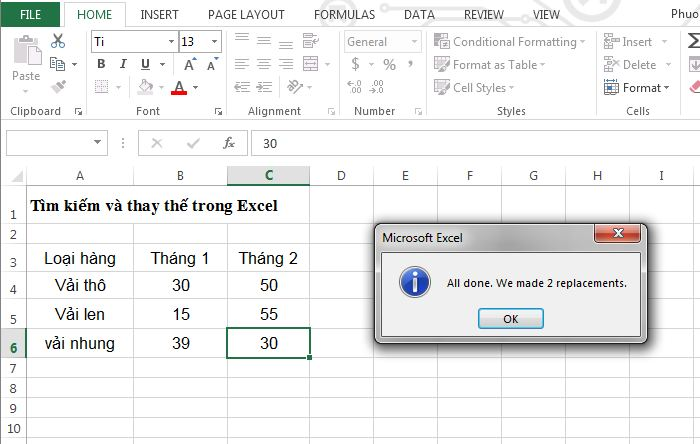 FILE HOME INSERT PAGE LAYOUT FORMULAS DATA REVIEW VIEW Phuo
Paste
Ti 13
B I U A A
A
General
$ % ,
.00 .0
Conditional Formatting
Format as Table
Cell Styles
Insert
Delete
Format
Clipboard Font Alignment Number Styles Cells
fx 30
A B C D E F G H I
1 Tìm kiếm và thay thế trong Excel
2
3 Loại hàng Tháng 1 Tháng 2
4 Vải thô 30 50
5 Vải len 15 55
6 vải nhung 39 30
7
8
9
10
Microsoft Excel
All done. We made 2 replacements.
OK